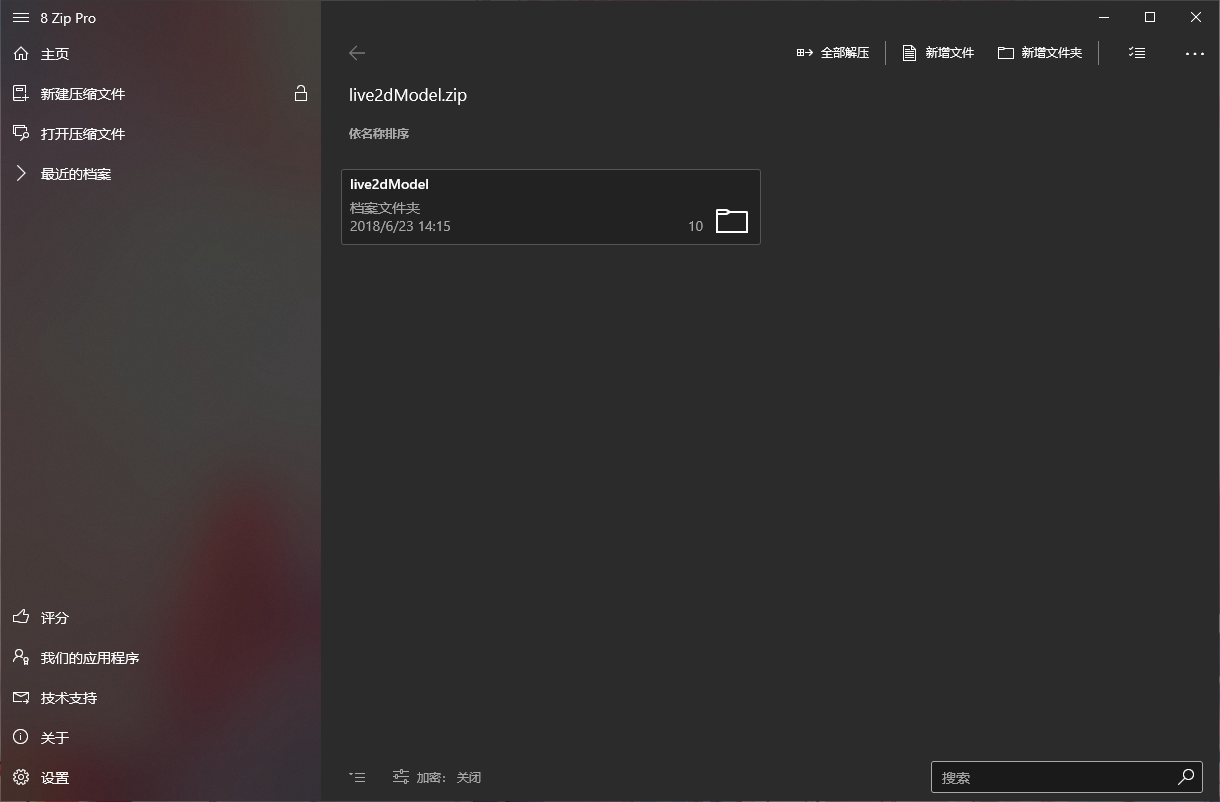 8 Zip Pro
主页
新建压缩文件
打开压缩文件
最近的档案
评分
我们的应用程序
技术支持
关于
设置
全部解压
新增文件
新增文件夹
live2dModel.zip
依名称排序
live2dModel
档案文件夹
2018/6/23 14:15
10
加密: 关闭
搜索